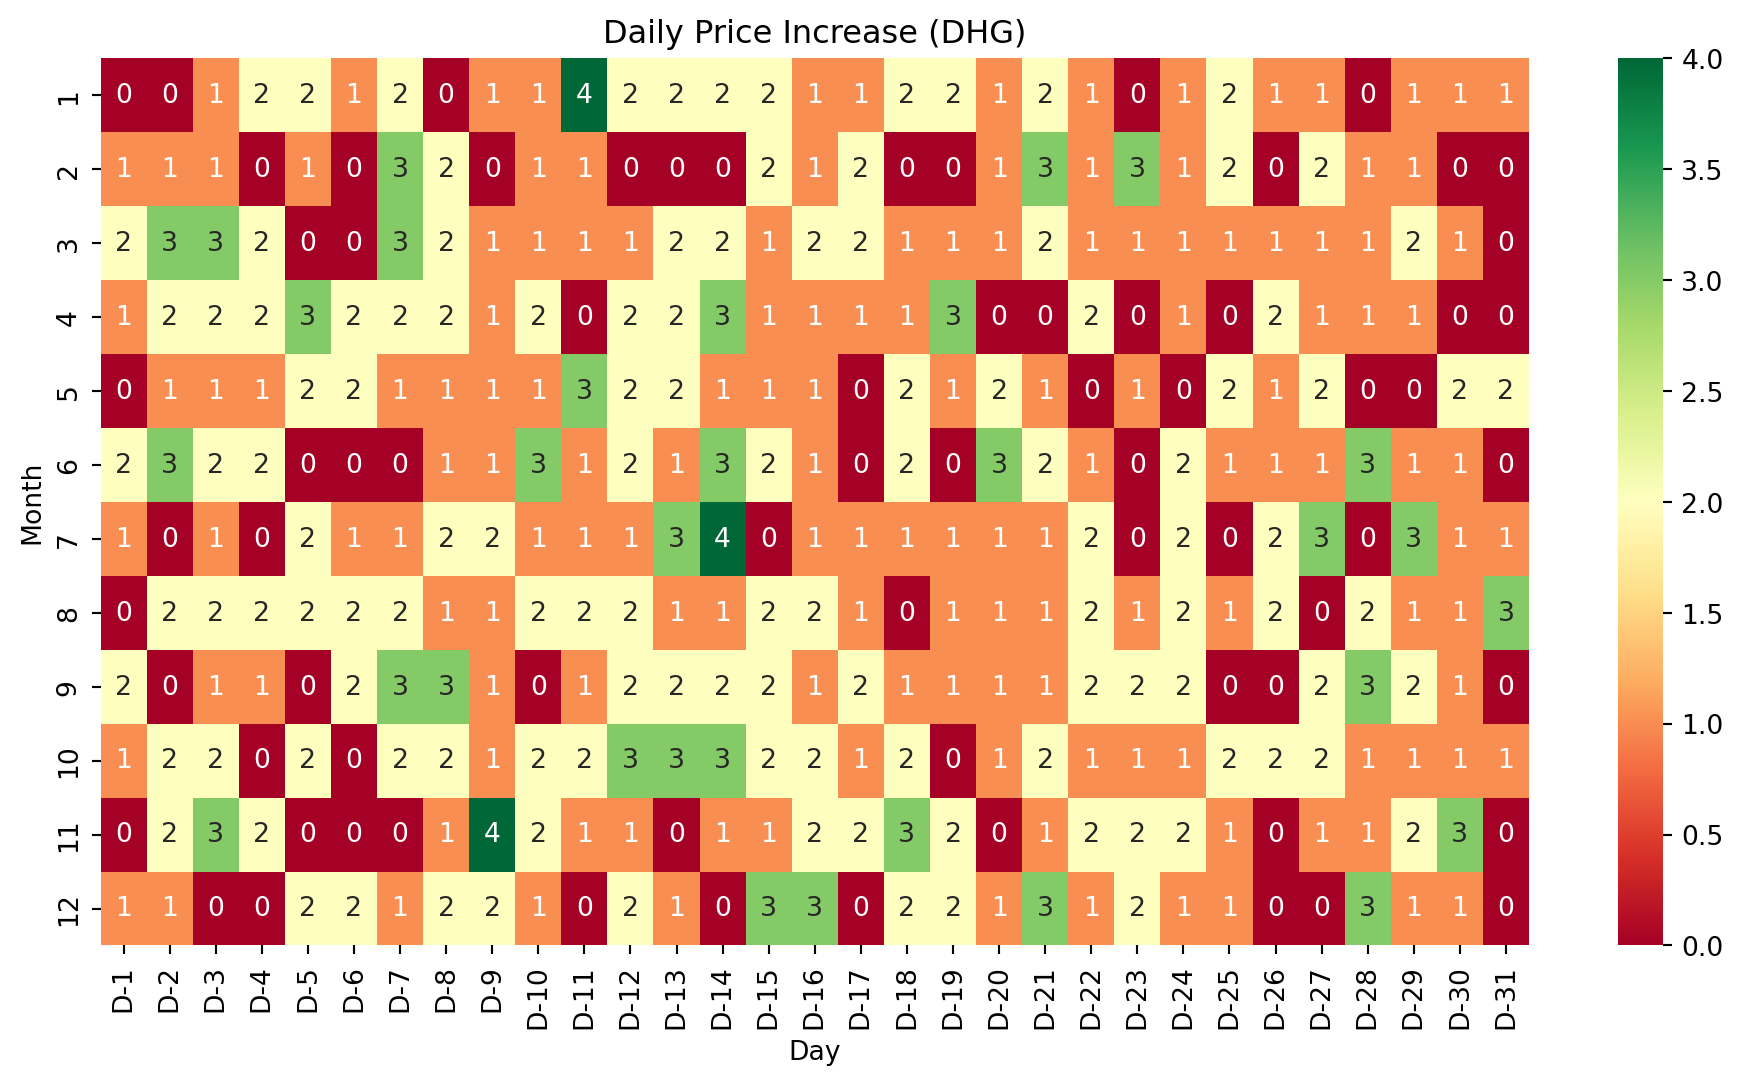 Daily Price Increase (DHG)
Month
1 0 0 1 2 2 1 2 0 1 1 4 2 2 2 2 1 1 2 2 1 2 1 0 1 2 1 1 0 1 1 1
2 1 1 1 0 1 0 3 2 0 1 1 0 0 0 2 1 2 0 0 1 3 1 3 1 2 0 2 1 1 0 0
3 2 3 3 2 0 0 3 2 1 1 1 1 2 2 1 2 2 1 1 1 2 1 1 1 1 1 1 1 2 1 0
4 1 2 2 2 3 2 2 2 1 2 0 2 2 3 1 1 1 1 3 0 0 2 0 1 0 2 1 1 1 0 0
5 0 1 1 1 2 2 1 1 1 1 3 2 2 1 1 1 0 2 1 2 1 0 1 0 2 1 2 0 0 2 2
6 2 3 2 2 0 0 0 1 1 3 1 2 1 3 2 1 0 2 0 3 2 1 0 2 1 1 1 3 1 1 0
7 1 0 1 0 2 1 1 2 2 1 1 1 3 4 0 1 1 1 1 1 1 2 0 2 0 2 3 0 3 1 1
8 0 2 2 2 2 2 2 1 1 2 2 2 1 1 2 2 1 0 1 1 1 2 1 2 1 2 0 2 1 1 3
9 2 0 1 1 0 2 3 3 1 0 1 2 2 2 2 1 2 1 1 1 1 2 2 2 0 0 2 3 2 1 0
10 1 2 2 0 2 0 2 2 1 2 2 3 3 3 2 2 1 2 0 1 2 1 1 1 2 2 2 1 1 1 1
11 0 2 3 2 0 0 0 1 4 2 1 1 0 1 1 2 2 3 2 0 1 2 2 2 1 0 1 1 2 3 0
12 1 1 0 0 2 2 1 2 2 1 0 2 1 0 3 3 0 2 2 1 3 1 2 1 1 0 0 3 1 1 0
D-1 D-2 D-3 D-4 D-5 D-6 D-7 D-8 D-9 D-10 D-11 D-12 D-13 D-14 D-15 D-16 D-17 D-18 D-19 D-20 D-21 D-22 D-23 D-24 D-25 D-26 D-27 D-28 D-29 D-30 D-31
Day
4.0
3.5
3.0
2.5
2.0
1.5
1.0
0.5
0.0